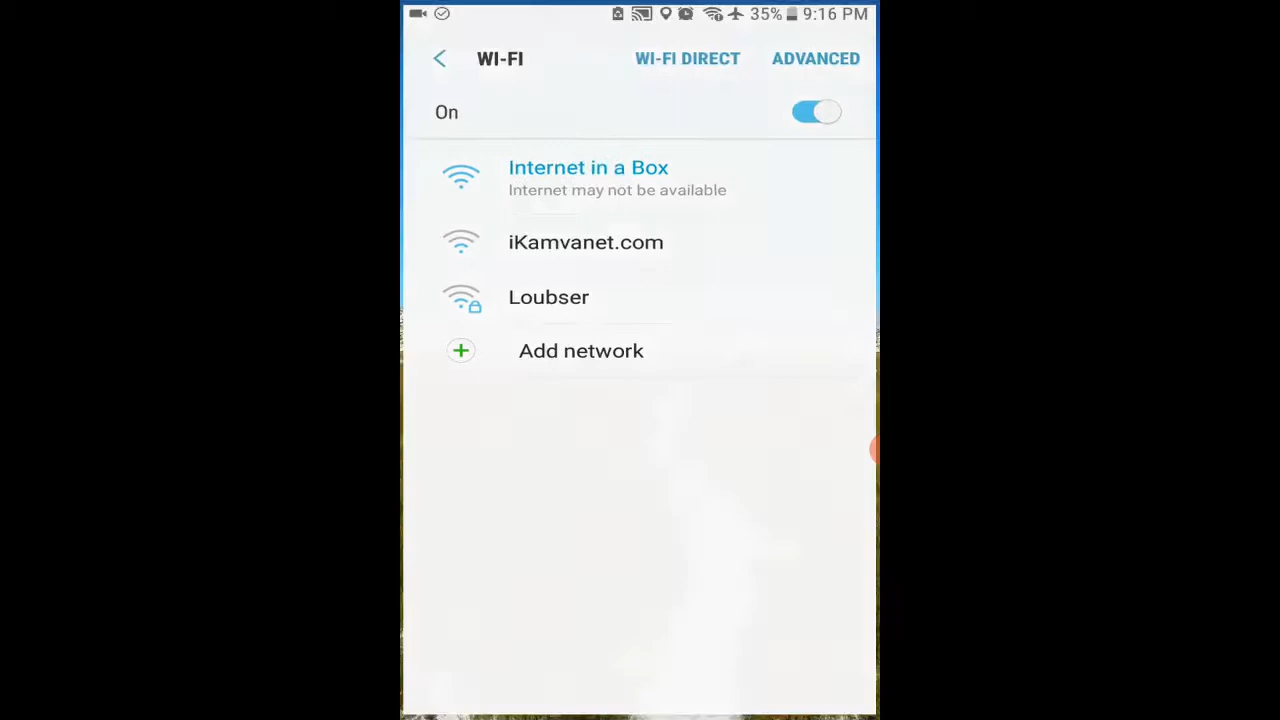 35% 9:16 PM
WI-FI WI-FI DIRECT ADVANCED
On
Internet in a Box
Internet may not be available
iKamvanet.com
Loubser
Add network